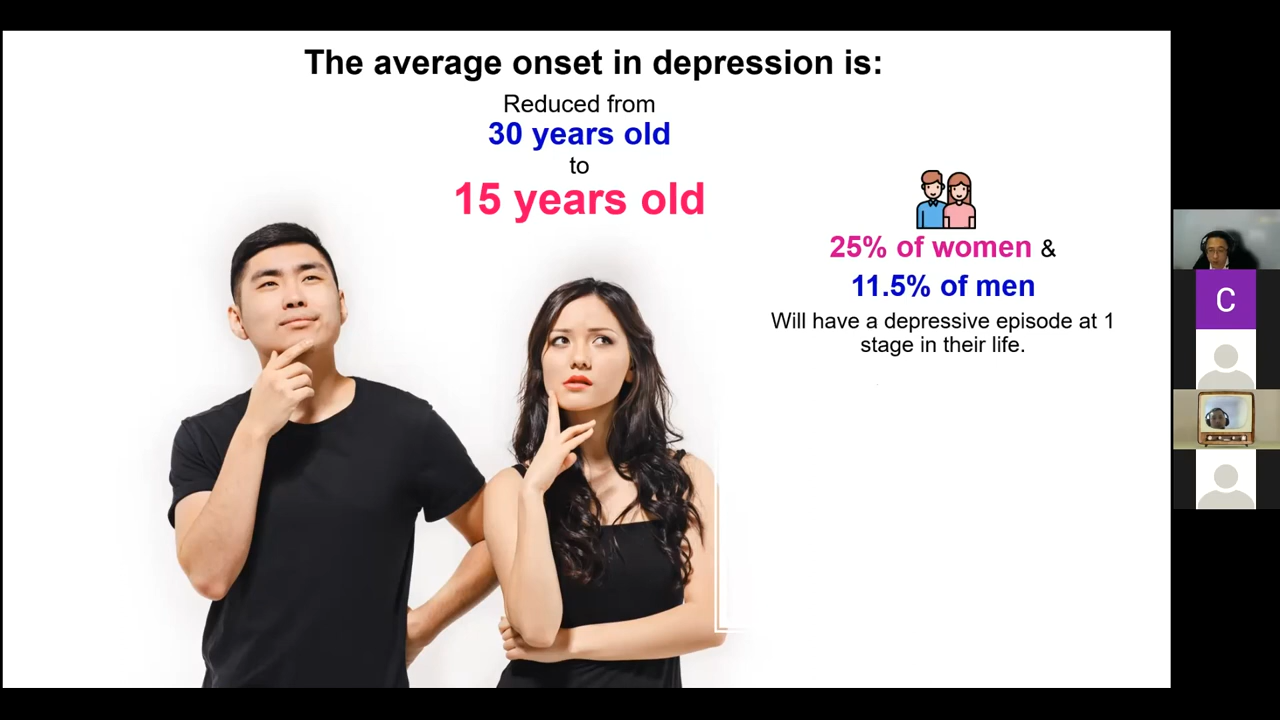 The average onset in depression is:
Reduced from
30 years old
to
15 years old
25% of women &
11.5% of men
Will have a depressive episode at 1
stage in their life.
C